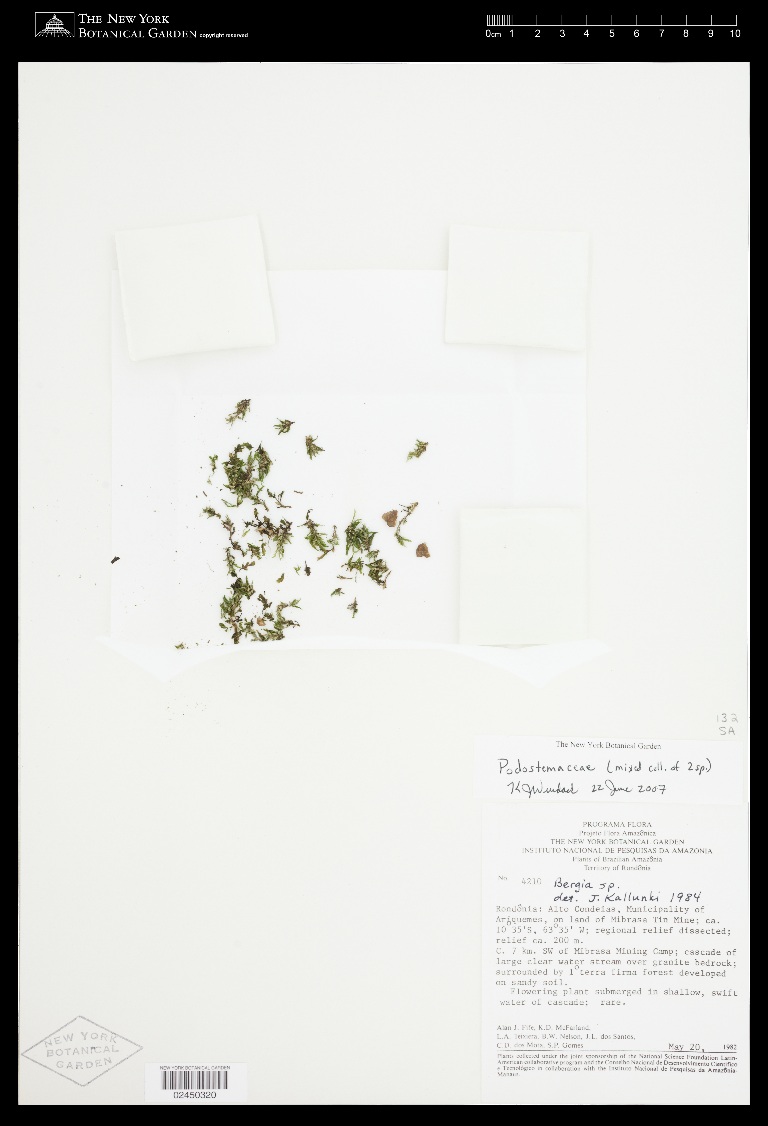 THE NEW YORK
BOTANICAL GARDEN copyright reserved
0cm 1 2 3 4 5 6 7 8 9 10
132
SA
The New York Botanical Garden
Podostemaceae (mixed coll. of 2 sp.)
22 June 2007
PROGRAMA FLORA
Projeto Flora Amazônica
THE NEW YORK BOTANICAL GARDEN
INSTITUTO NACIONAL DE PESQUISAS DA AMAZONIA
Plants of Brazilian Amazônia
Territory of Rondônia
No. 4210 Bergia sp.
det. J. Kallunki 1984
Rondônia: Alto Condeias, Municipality of
Ariquemes, on land of Mibrasa Tin Mine; ca.
10°35'S, 63°35' W; regional relief dissected;
relief ca. 200 m.
C. 7 km. SW of Mibrasa Mining Camp; cascade of
large clear water stream over granite bedrock;
surrounded by 1° terra firma forest developed
on sandy soil.
Flowering plant submerged in shallow, swift
water of cascade; rare.
Alan J. Fife, K.D. McFarland,
L.A. Teixeira, B.W. Nelson, J.L. dos Santos,
C.D. dos Mota, S.P. Gomes May 20, 1982
Plants collected under the joint sponsorship of the National Science Foundation Latin-
American collaborative program and the Conselho Nacional de Desenvolvimento Científico
e Tecnológico in collaboration with the Instituto Nacional de Pesquisas da Amazônia-
Manaus
NEW YORK
BOTANICAL
GARDEN
NEW YORK BOTANICAL GARDEN
02450320